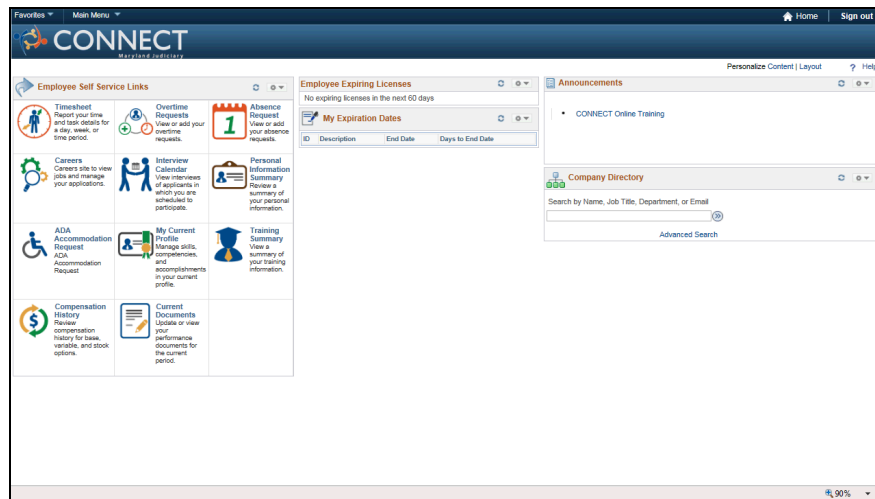 Favorites Main Menu Home Sign out
CONNECT
Maryland Judiciary
Personalize Content | Layout ? Help
Employee Self Service Links
Timesheet
Report your time
and task details for
a day, week, or
time period.
Overtime
Requests
View or add your
overtime
requests.
Absence
Request
View or add
your absence
requests.
1
Careers
Careers site to view
jobs and manage
your applications.
Interview
Calendar
View interviews
of applicants in
which you are
scheduled to
participate.
Personal
Information
Summary
Review a
summary of
your personal
information.
ADA
Accommodation
Request
ADA
Accommodation
Request
My Current
Profile
Manage skills,
competencies,
and
accomplishments
in your current
profile.
Training
Summary
View a
summary of
your training
information.
Compensation
History
Review
compensation
history for base,
variable, and stock
options.
$
Current
Documents
Update or view
your
performance
documents for
the current
period.
Employee Expiring Licenses
No expiring licenses in the next 60 days
My Expiration Dates
ID Description End Date Days to End Date
Announcements
• CONNECT Online Training
Company Directory
Search by Name, Job Title, Department, or Email
Advanced Search
90%